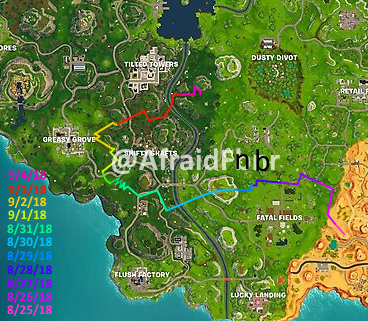 TILTED TOWERS
DUSTY DIVOT
RETAIL
ORES
GREASY GROVE
SHIFTY SHAFTS
nb
FATAL FIELDS
FLUSH FACTORY
LUCKY LANDING
9/4/18
9/3/18
9/2/18
9/1/18
8/31/18
8/30/18
8/29/18
8/28/18
8/27/18
8/26/18
8/25/18